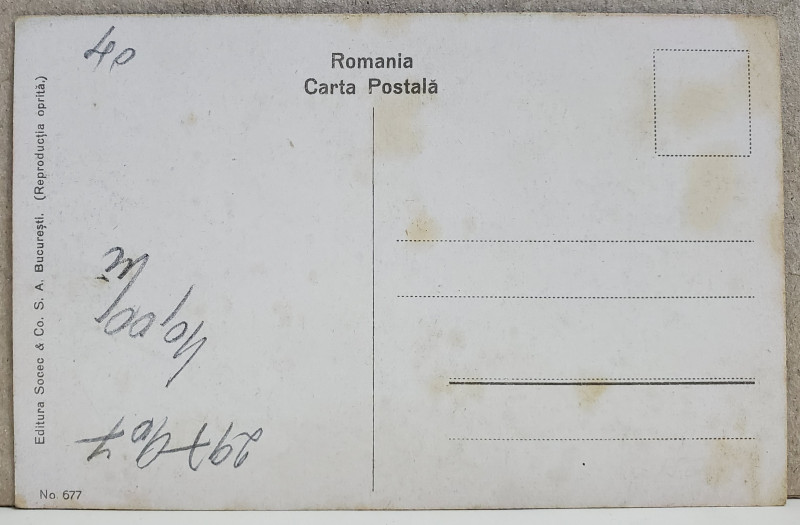 40
Romania
Carta Postală
Editura Socec & Co. S. A. București. (Reproducția oprită.)
No. 677